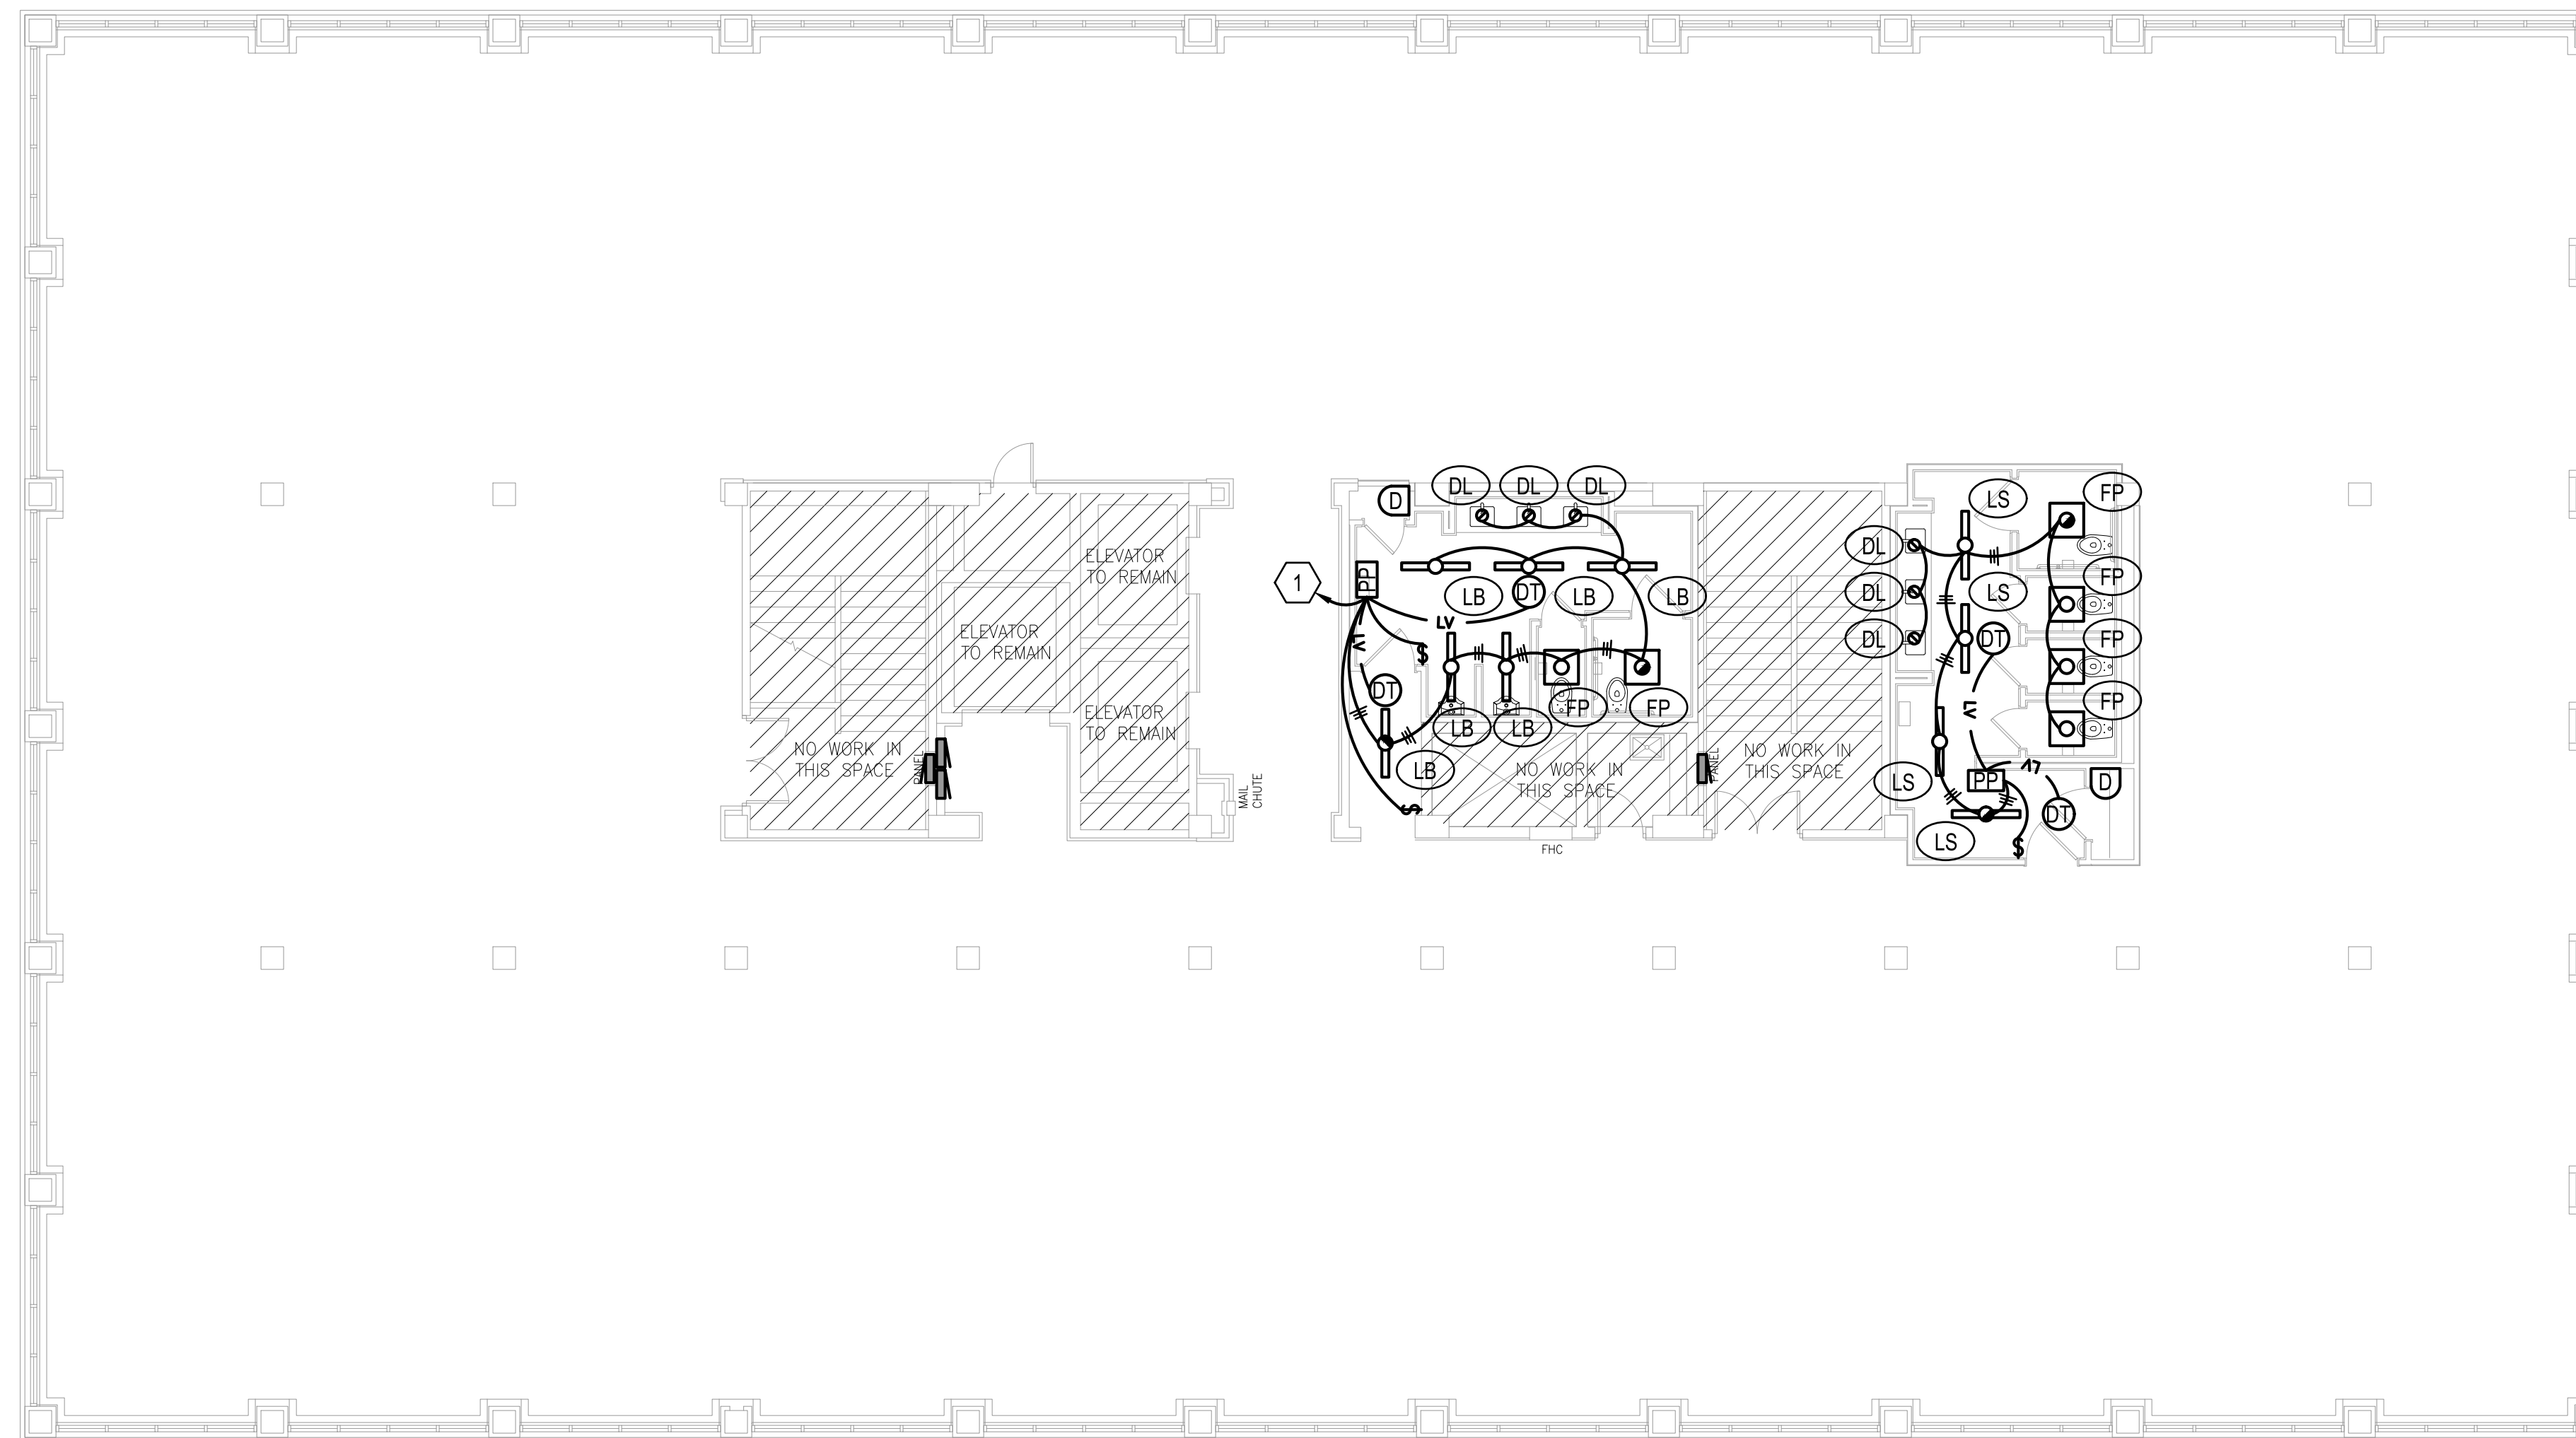 DL DL DL
D
LS
FP
ELEVATOR
TO REMAIN
DL
PP
1
LB
DT
LB
LB
DL
LS
FP
LV
ELEVATOR
TO REMAIN
LV
$
DL
DT
FP
DT
FP
FP
LV
FP
ELEVATOR
TO REMAIN
LB
LB
NO WORK IN
THIS SPACE
PANEL
LB
NO WORK IN
THIS SPACE
PANEL
NO WORK IN
THIS SPACE
LS
PP
LV
D
MAIL
CHUTE
$
DT
LS
$
FHC